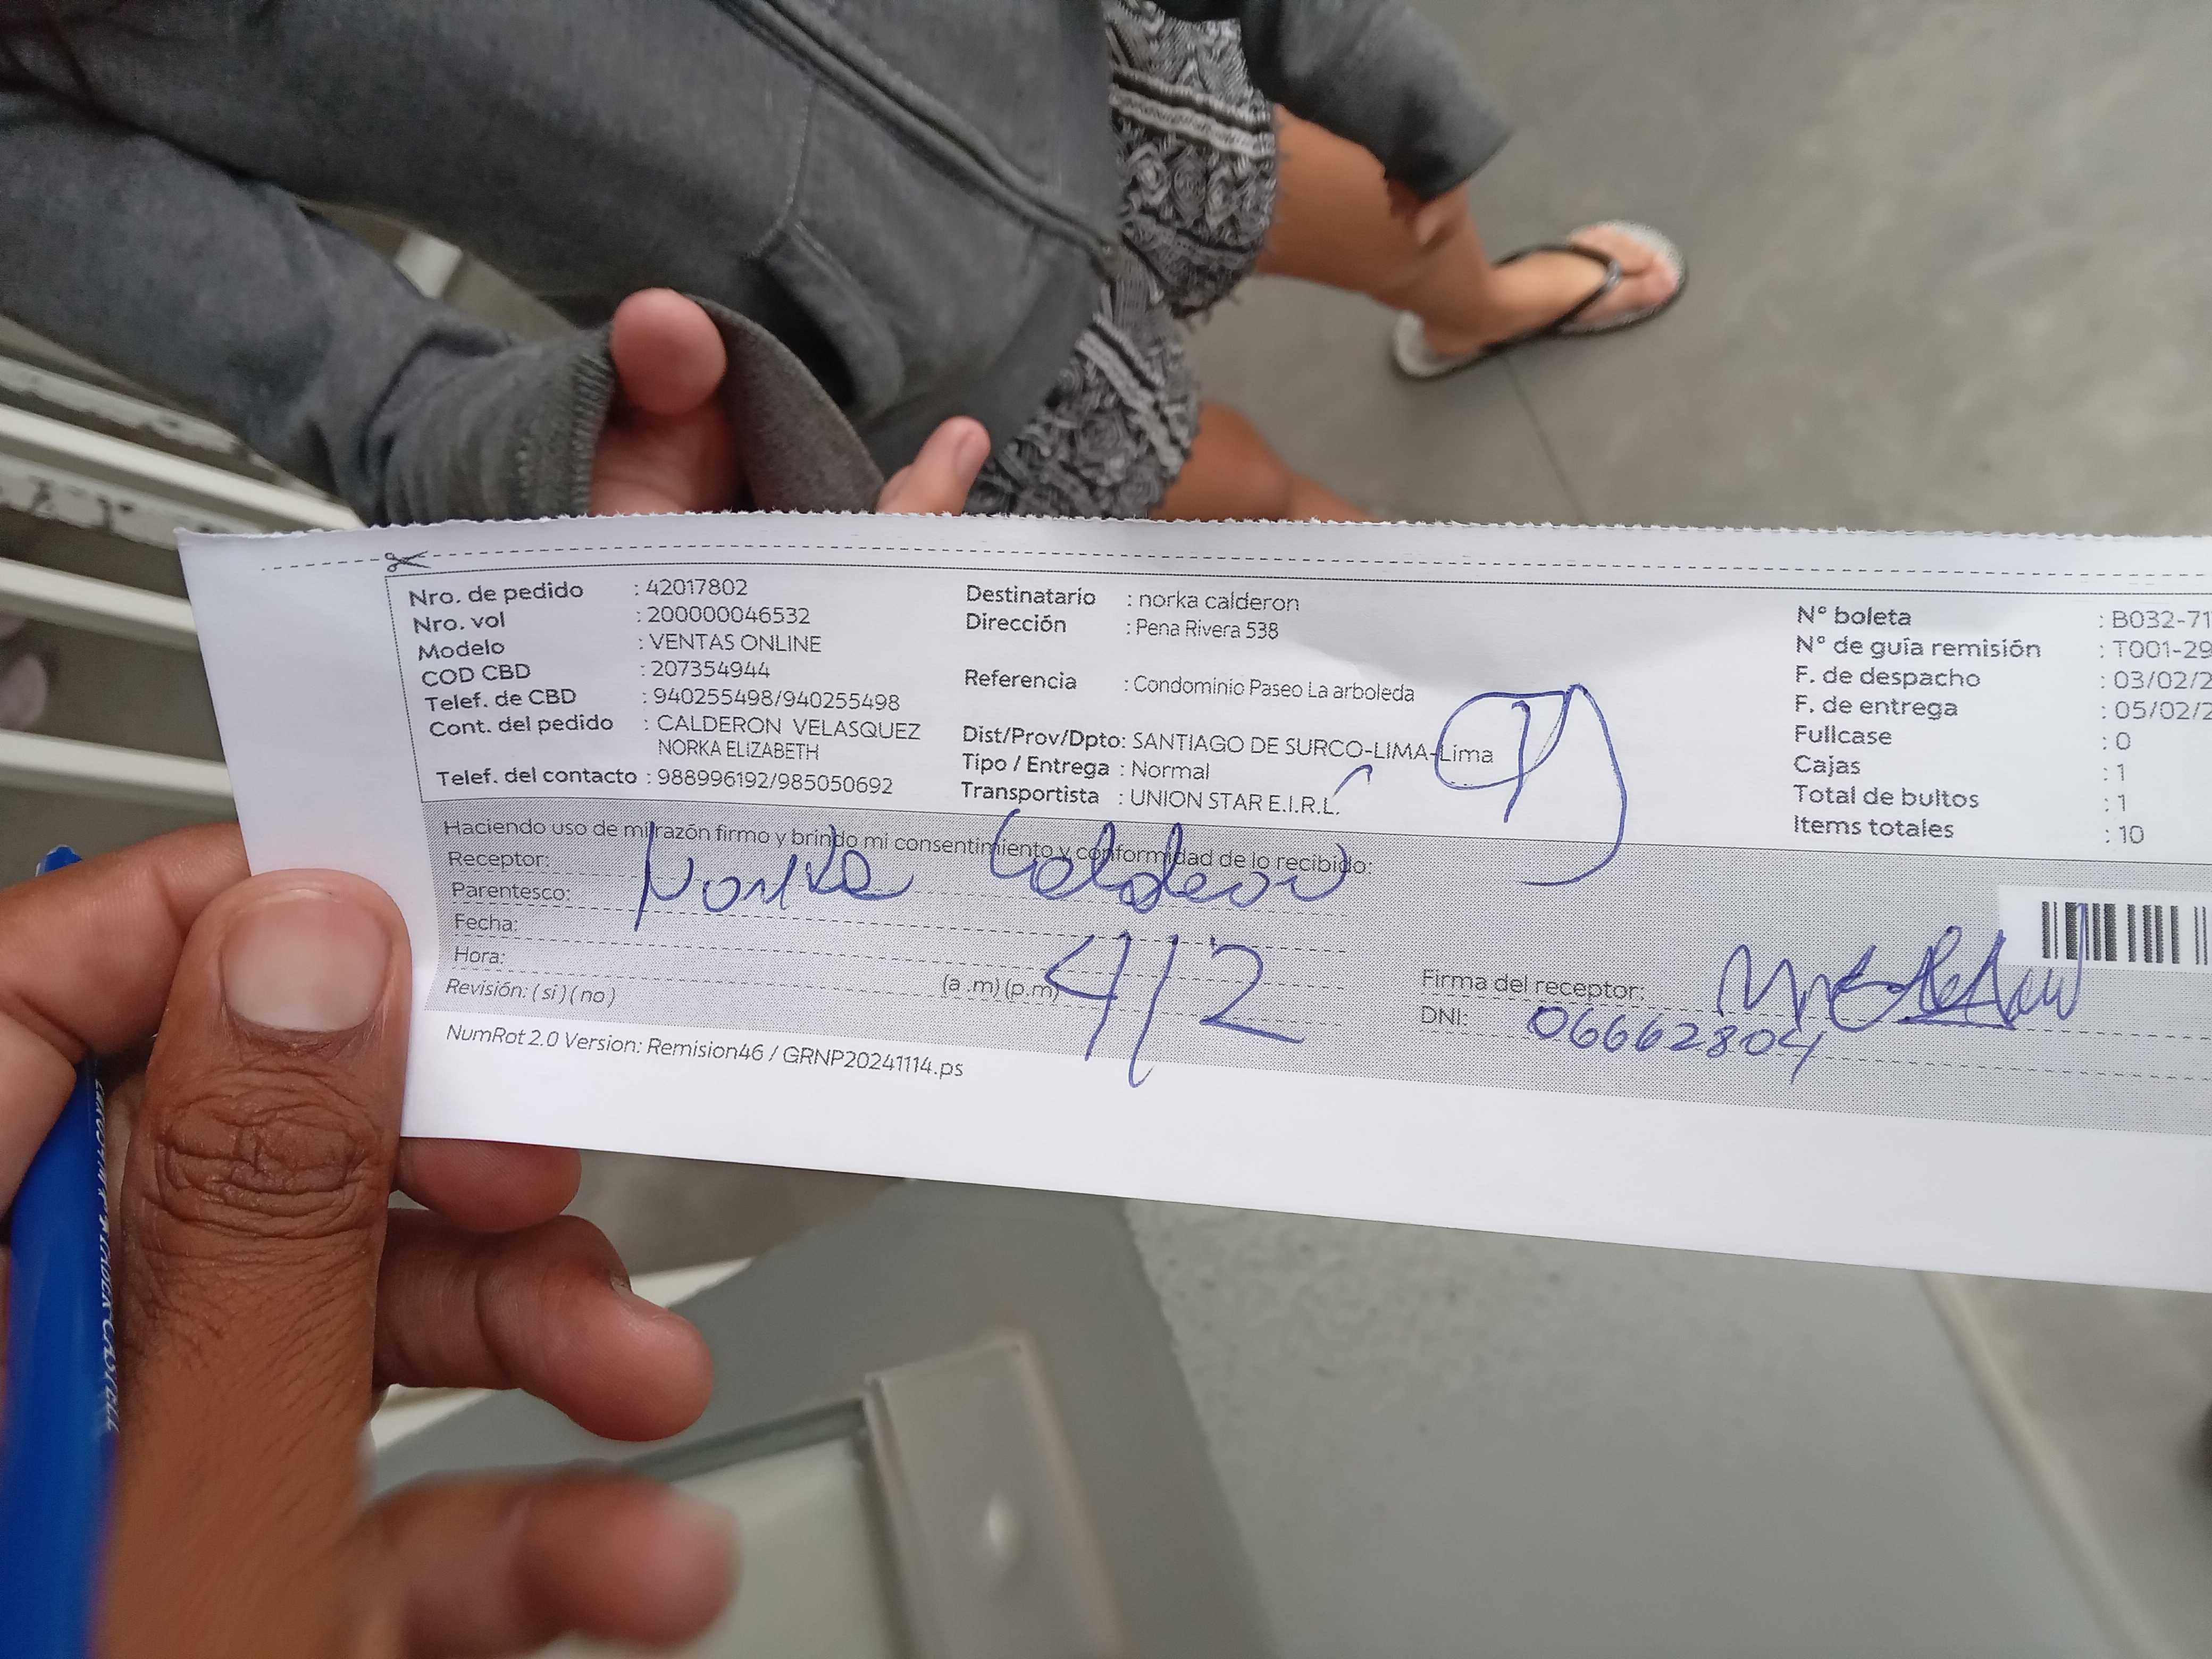 Nro. de pedido : 42017802
Nro. vol : 200000046532
Modelo : VENTAS ONLINE
COD CBD : 207354944
Telef. de CBD : 940255498/940255498
Cont. del pedido : CALDERON VELASQUEZ
NORKA ELIZABETH
Telef. del contacto : 988996192/985050692
Destinatario : norka calderon
Dirección : Pena Rivera 538
Referencia : Condominio Paseo La arboleda
Dist/Prov/Dpto: SANTIAGO DE SURCO-LIMA-Lima
Tipo / Entrega : Normal
Transportista : UNION STAR E.I.R.L.
N° boleta : B032-71
N° de guía remisión : T001-29
F. de despacho : 03/02/2
F. de entrega : 05/02/2
Fullcase : 0
Cajas : 1
Total de bultos : 1
Items totales : 10
Haciendo uso de mi razón firmo y brindo mi consentimiento y conformidad de lo recibido:
Receptor: Norka Calderon
Parentesco:
Fecha: 4/2
Hora: (a .m) (p.m)
Revisión: ( si ) ( no )
Firma del receptor:
DNI: 06662804
NumRot 2.0 Version: Remision46 / GRNP20241114.ps